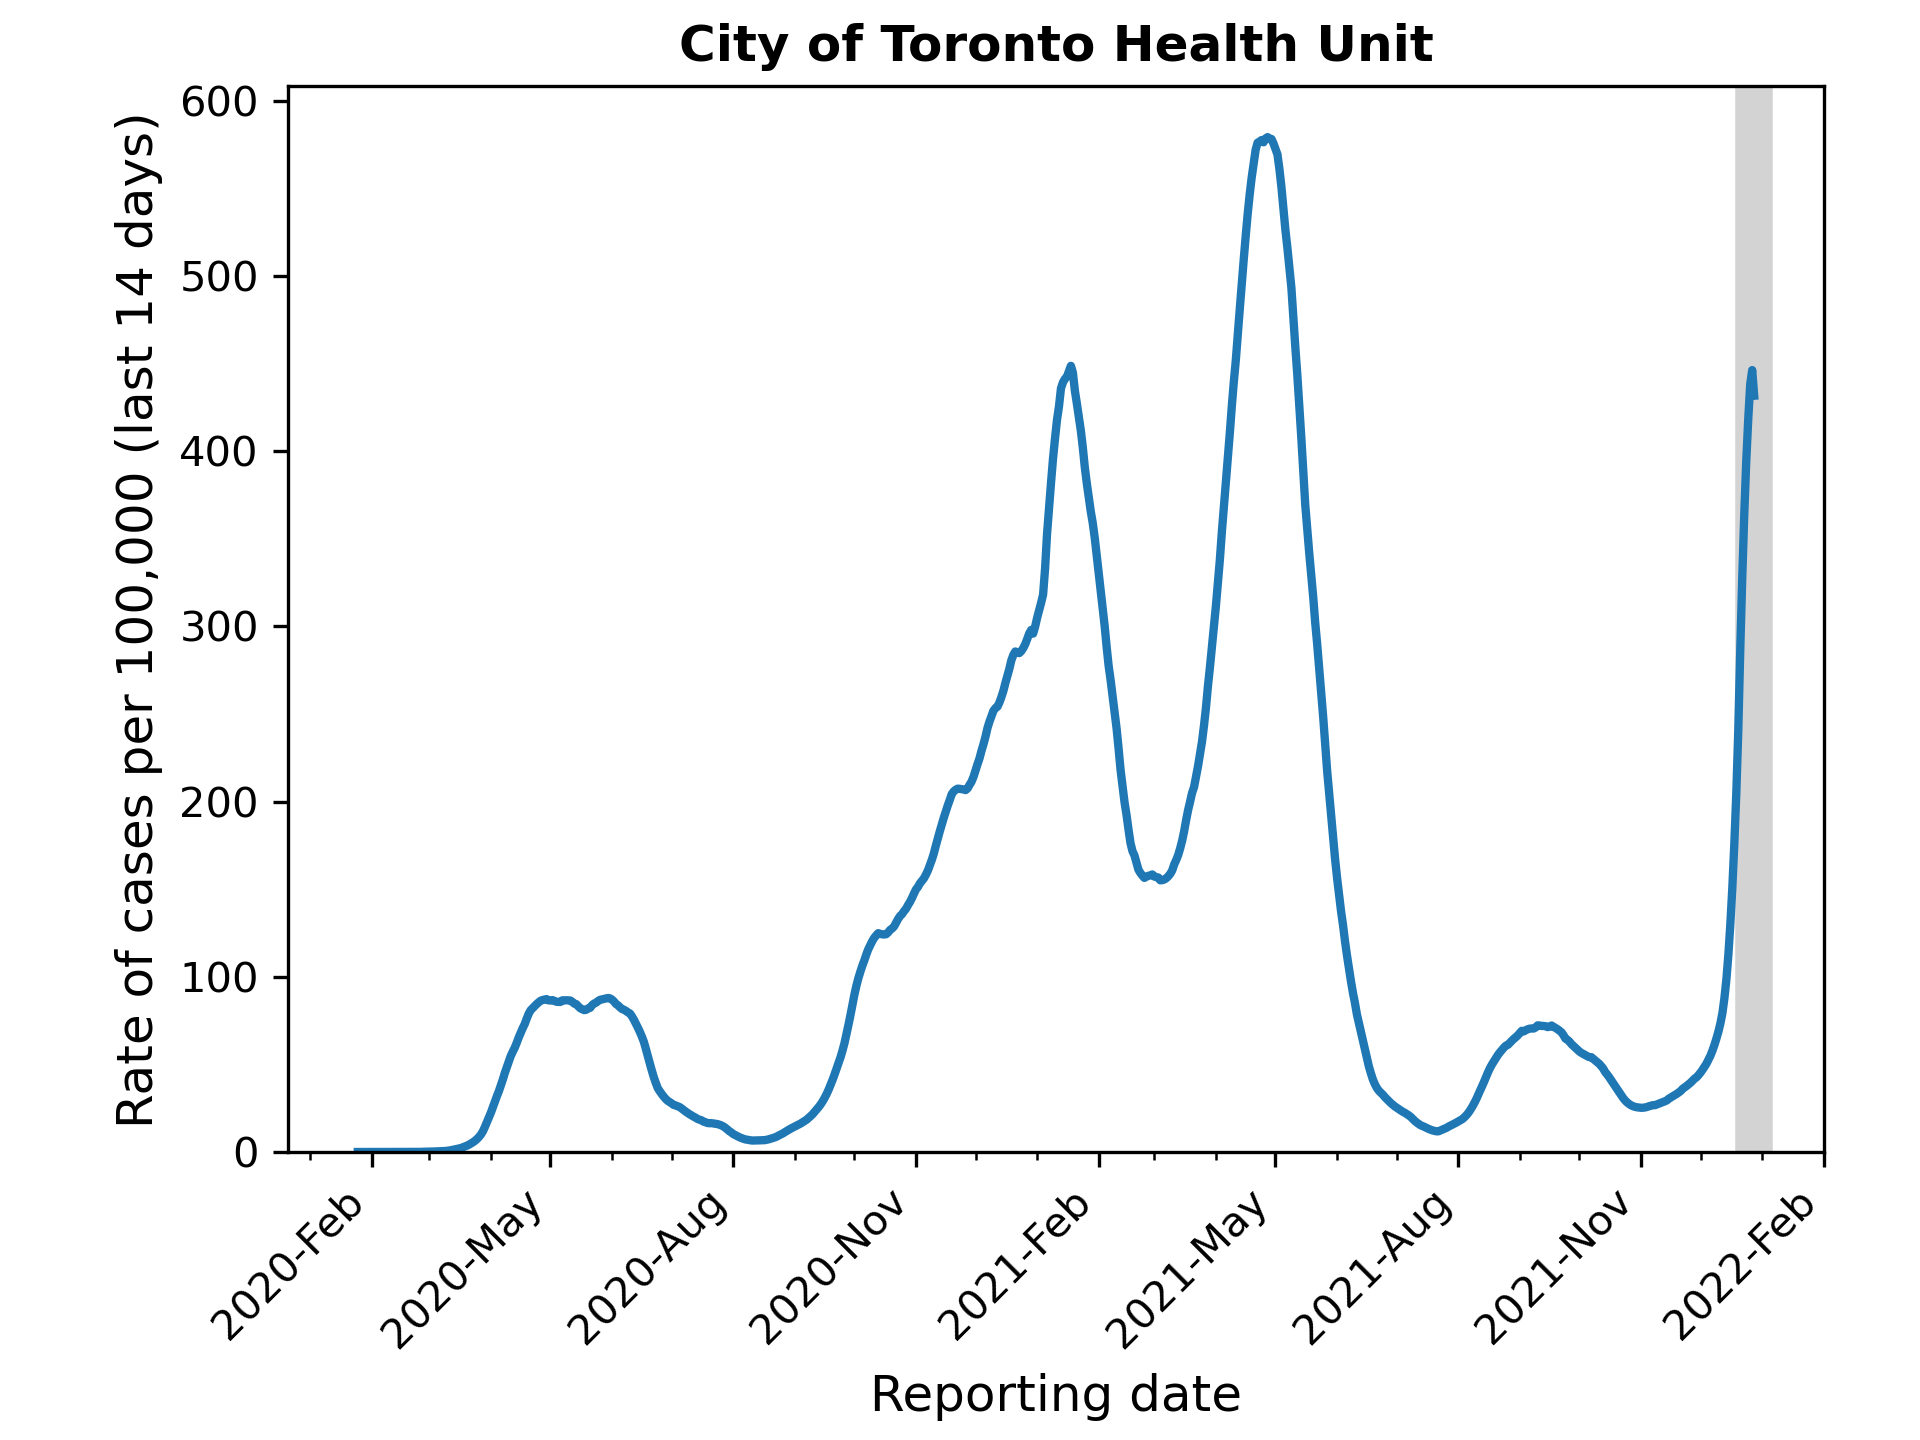 City of Toronto Health Unit
Rate of cases per 100,000 (last 14 days)
600
500
400
300
200
100
0
2020-Feb
2020-May
2020-Aug
2020-Nov
2021-Feb
2021-May
2021-Aug
2021-Nov
2022-Feb
Reporting date